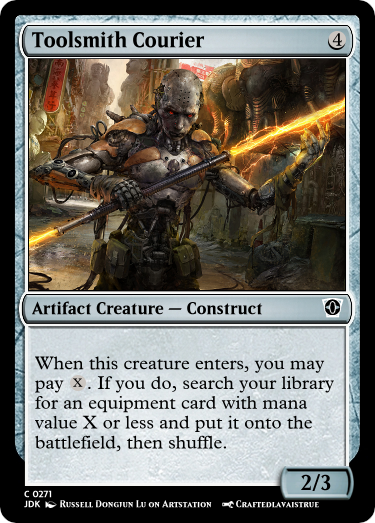 Toolsmith Courier 4
Artifact Creature — Construct
When this creature enters, you may
pay X. If you do, search your library
for an equipment card with mana
value X or less and put it onto the
battlefield, then shuffle.
2/3
C 0271
JDK Russell Dongjun Lu on Artstation Craftedlavaistrue